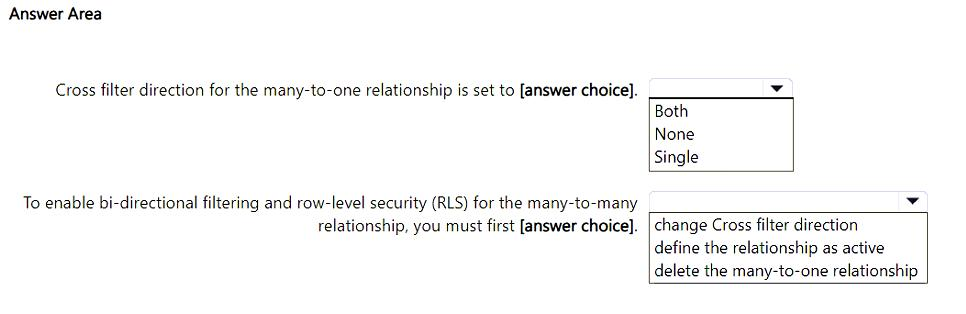 Answer Area
Cross filter direction for the many-to-one relationship is set to [answer choice].
Both
None
Single
To enable bi-directional filtering and row-level security (RLS) for the many-to-many
relationship, you must first [answer choice].
change Cross filter direction
define the relationship as active
delete the many-to-one relationship